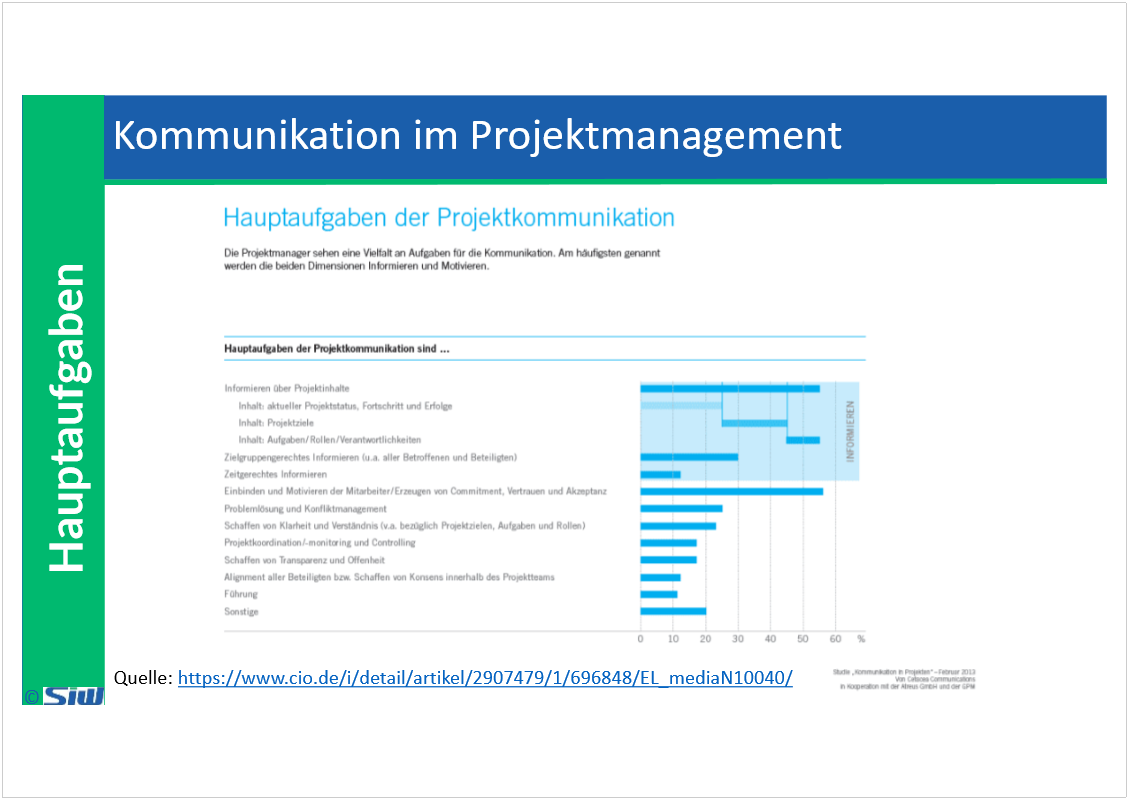 Kommunikation im Projektmanagement
Hauptaufgaben
Hauptaufgaben der Projektkommunikation
Die Projektmanager sehen eine Vielfalt an Aufgaben für die Kommunikation. Am häufigsten genannt
werden die beiden Dimensionen Informieren und Motivieren.
Hauptaufgaben der Projektkommunikation sind ...
Informieren über Projektinhalte
Inhalt: aktueller Projektstatus, Fortschritt und Erfolge
Inhalt: Projektziele
Inhalt: Aufgaben/Rollen/Verantwortlichkeiten
Zielgruppengerechtes Informieren (u.a. aller Betroffenen und Beteiligten)
Zeitgerechtes Informieren
INFORMIEREN
Einbinden und Motivieren der Mitarbeiter/Erzeugen von Commitment, Vertrauen und Akzeptanz
Problemlösung und Konfliktmanagement
Schaffen von Klarheit und Verständnis (v.a. bezüglich Projektzielen, Aufgaben und Rollen)
Projektkoordination/-monitoring und Controlling
Schaffen von Transparenz und Offenheit
Alignment aller Beteiligten bzw. Schaffen von Konsens innerhalb des Projektteams
Führung
Sonstige
0 10 20 30 40 50 60 %
Quelle: https://www.cio.de/i/detail/artikel/2907479/1/696848/EL_mediaN10040/
Studie „Kommunikation in Projekten“ – Februar 2013
Von Cetacea Communications
in Kooperation mit der Atreus GmbH und der GPM
© SIW